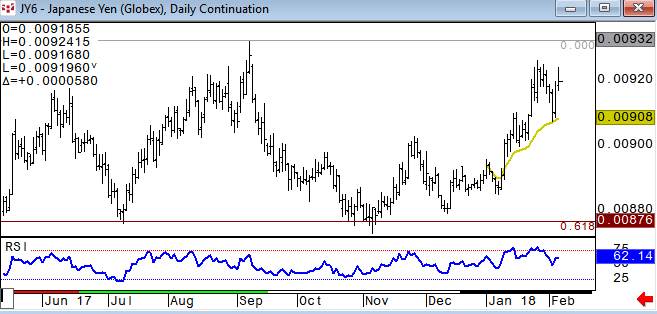 JY6 - Japanese Yen (Globex), Daily Continuation
O=0.0091855
H=0.0092415
L=0.0091680
L=0.0091960v
Δ=+0.0000580
0.000
0.00932
0.00920
0.00908
0.00900
0.00880
0.00876
0.618
RSI
75
62.14
25
Jun 17 Jul Aug Sep Oct Nov Dec Jan 18 Feb